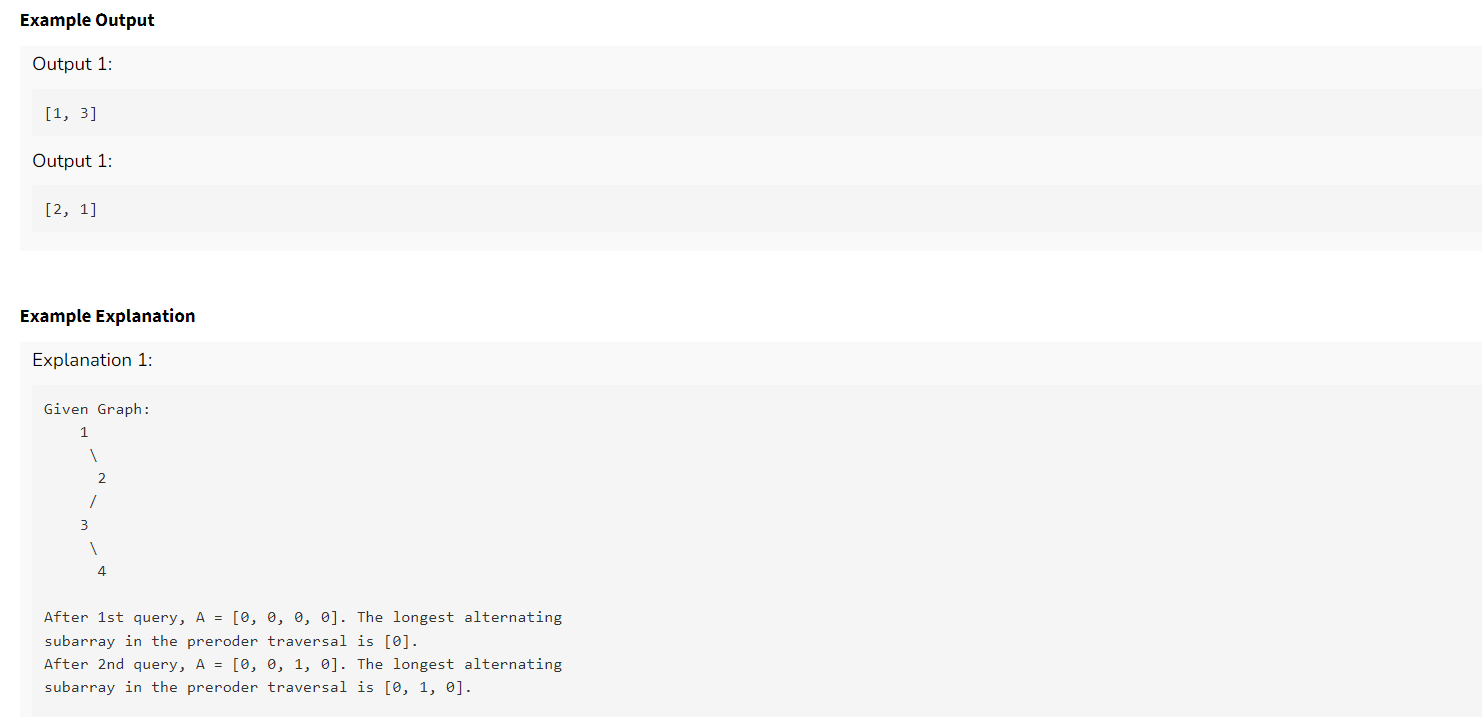 Example Output
Output 1:
[1, 3]
Output 1:
[2, 1]
Example Explanation
Explanation 1:
Given Graph:
    1
     \
      2
     /
    3
     \
      4
After 1st query, A = [0, 0, 0, 0]. The longest alternating
subarray in the preroder traversal is [0].
After 2nd query, A = [0, 0, 1, 0]. The longest alternating
subarray in the preroder traversal is [0, 1, 0].